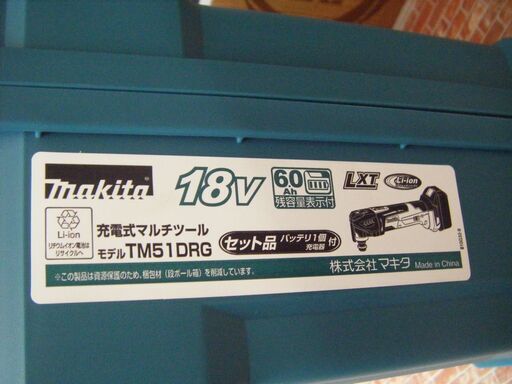 makita
18V
6.0
Ah
残容量表示付
LXT
Li-ion
Li-ion
リチウムイオン電池は
リサイクルへ
充電式マルチツール
モデル TM51DRG
セット品
バッテリ1個
充電器
付
※この製品は資源保護のため、梱包材(段ボール箱)を削減しています。
株式会社 マキタ
Made in China